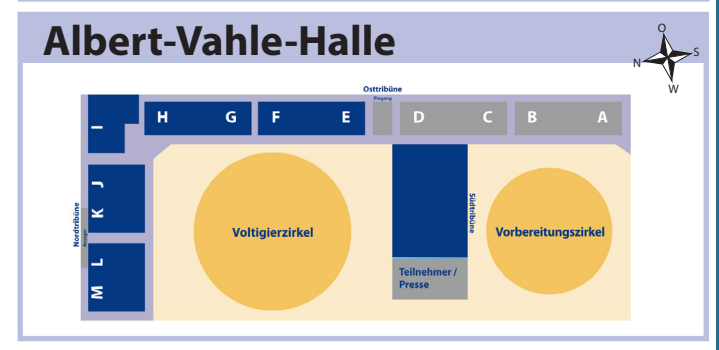 Albert-Vahle-Halle
O
N
S
W
Osttribüne
Eingang
H G F E D C B A
I
J
K
L
M
Nordtribüne
Voltigierzirkel
Südtribüne
Vorbereitungszirkel
Teilnehmer /
Presse